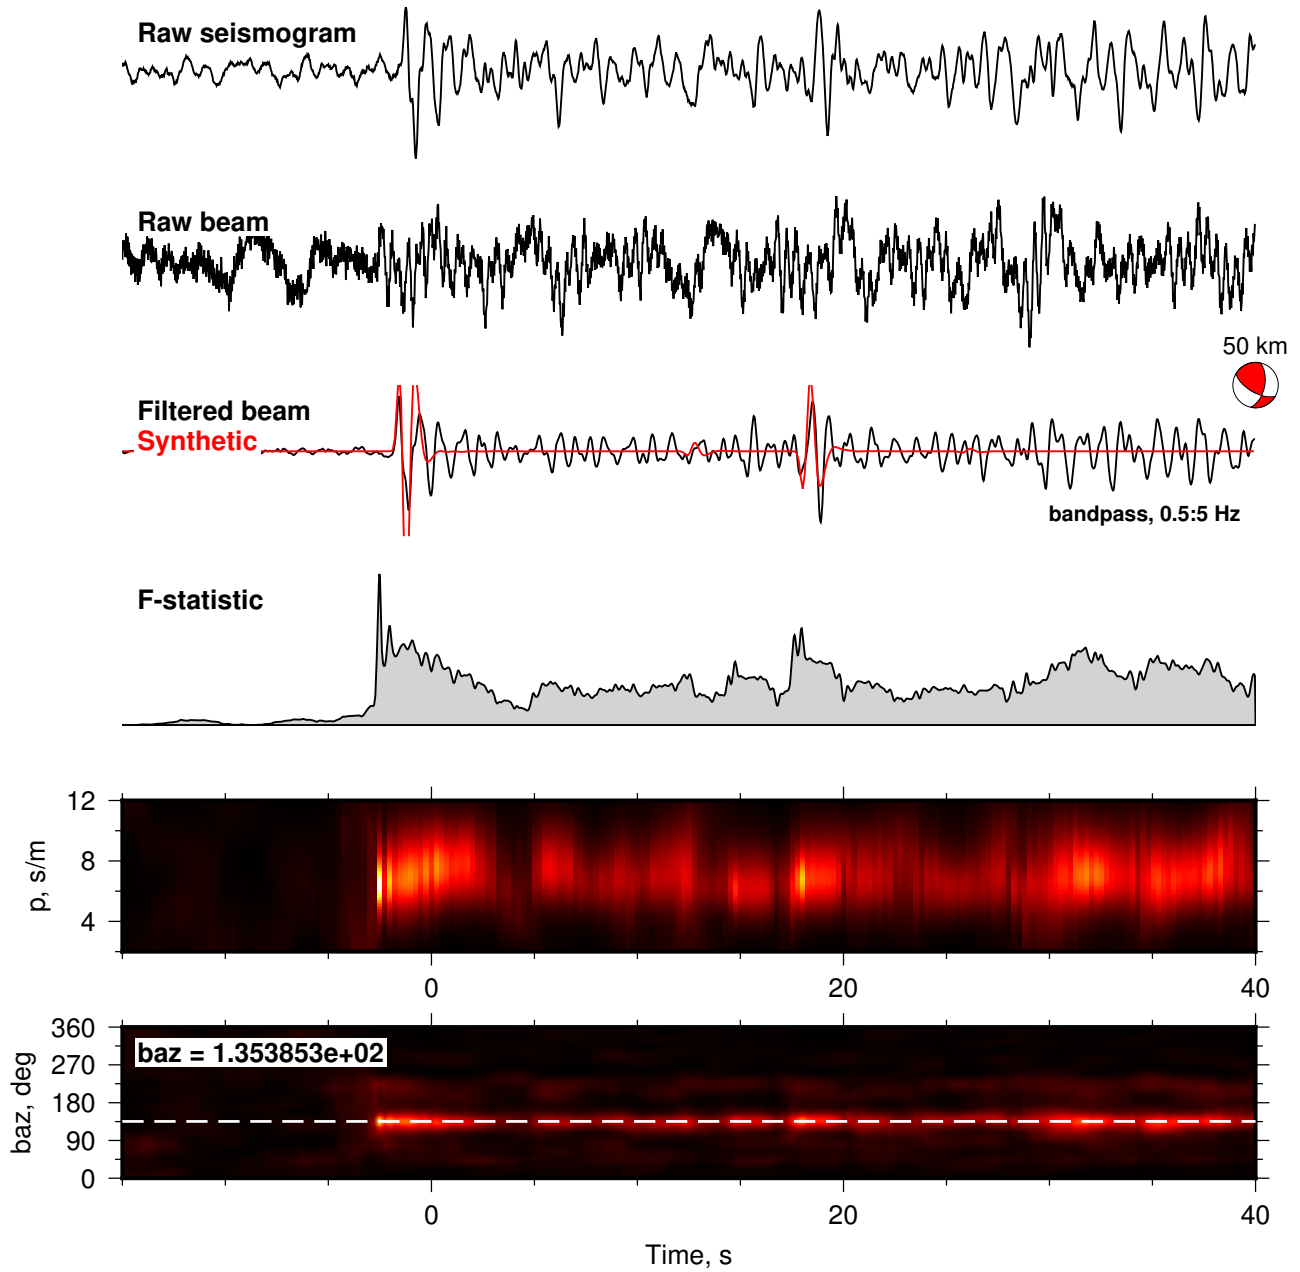 Raw seismogram
Raw beam
50 km
Filtered beam
Synthetic
bandpass, 0.5:5 Hz
F-statistic
12
8
4
p, s/m
0 20 40
360
270
180
90
0
baz, deg
baz = 1.353853e+02
0 20 40
Time, s